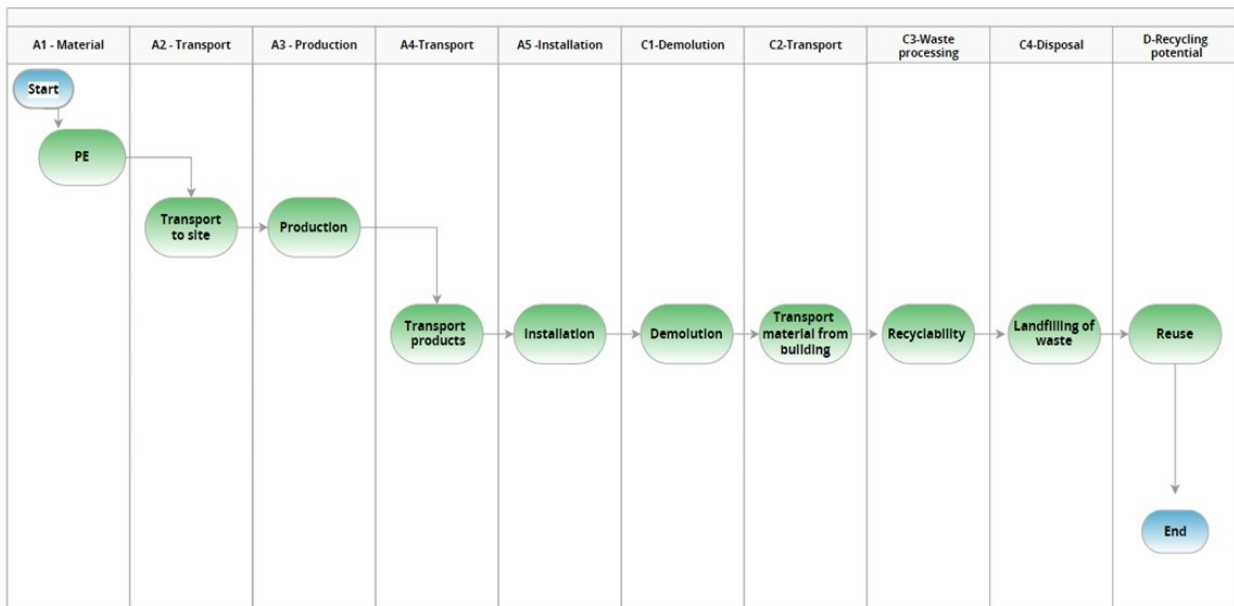 A1 - Material
A2 - Transport
A3 - Production
A4-Transport
A5 -Installation
C1-Demolition
C2-Transport
C3-Waste
processing
C4-Disposal
D-Recycling
potential
Start
PE
Transport
to site
Production
Transport
products
Installation
Demolution
Transport
material from
building
Recyclability
Landfilling of
waste
Reuse
End